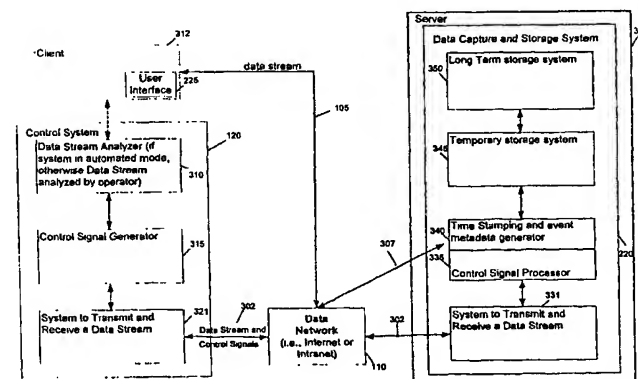 312
Client
data stream
User
Interface
225
105
Control System
120
Data Stream Analyzer (if
system in automated mode,
otherwise Data Stream
analyzed by operator)
310
Control Signal Generator
315
System to Transmit and
Receive a Data Stream
321
302
Data Stream and
Control Signals
Data
Network
(i.e., Internet or
Intranet)
110
307
302
Server
Data Capture and Storage System
350
Long Term storage system
345
Temporary storage system
340
Time Stamping and event
metadata generator
335
Control Signal Processor
220
331
System to Transmit and
Receive a Data Stream